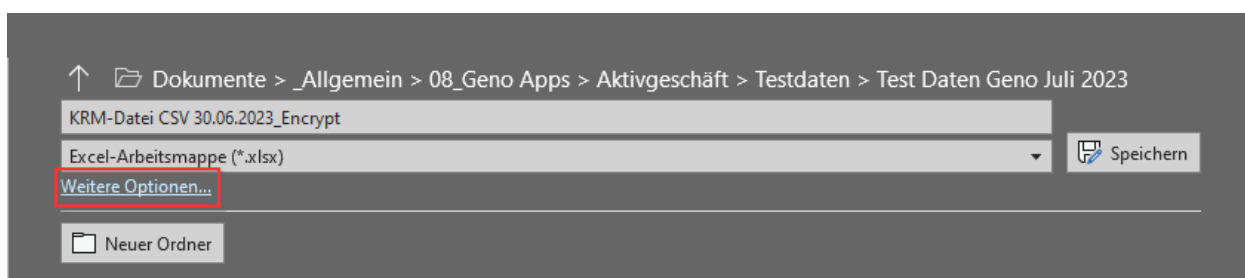 Dokumente > _Allgemein > 08_Geno Apps > Aktivgeschäft > Testdaten > Test Daten Geno Juli 2023
KRM-Datei CSV 30.06.2023_Encrypt
Excel-Arbeitsmappe (*.xlsx)
Speichern
Weitere Optionen...
Neuer Ordner